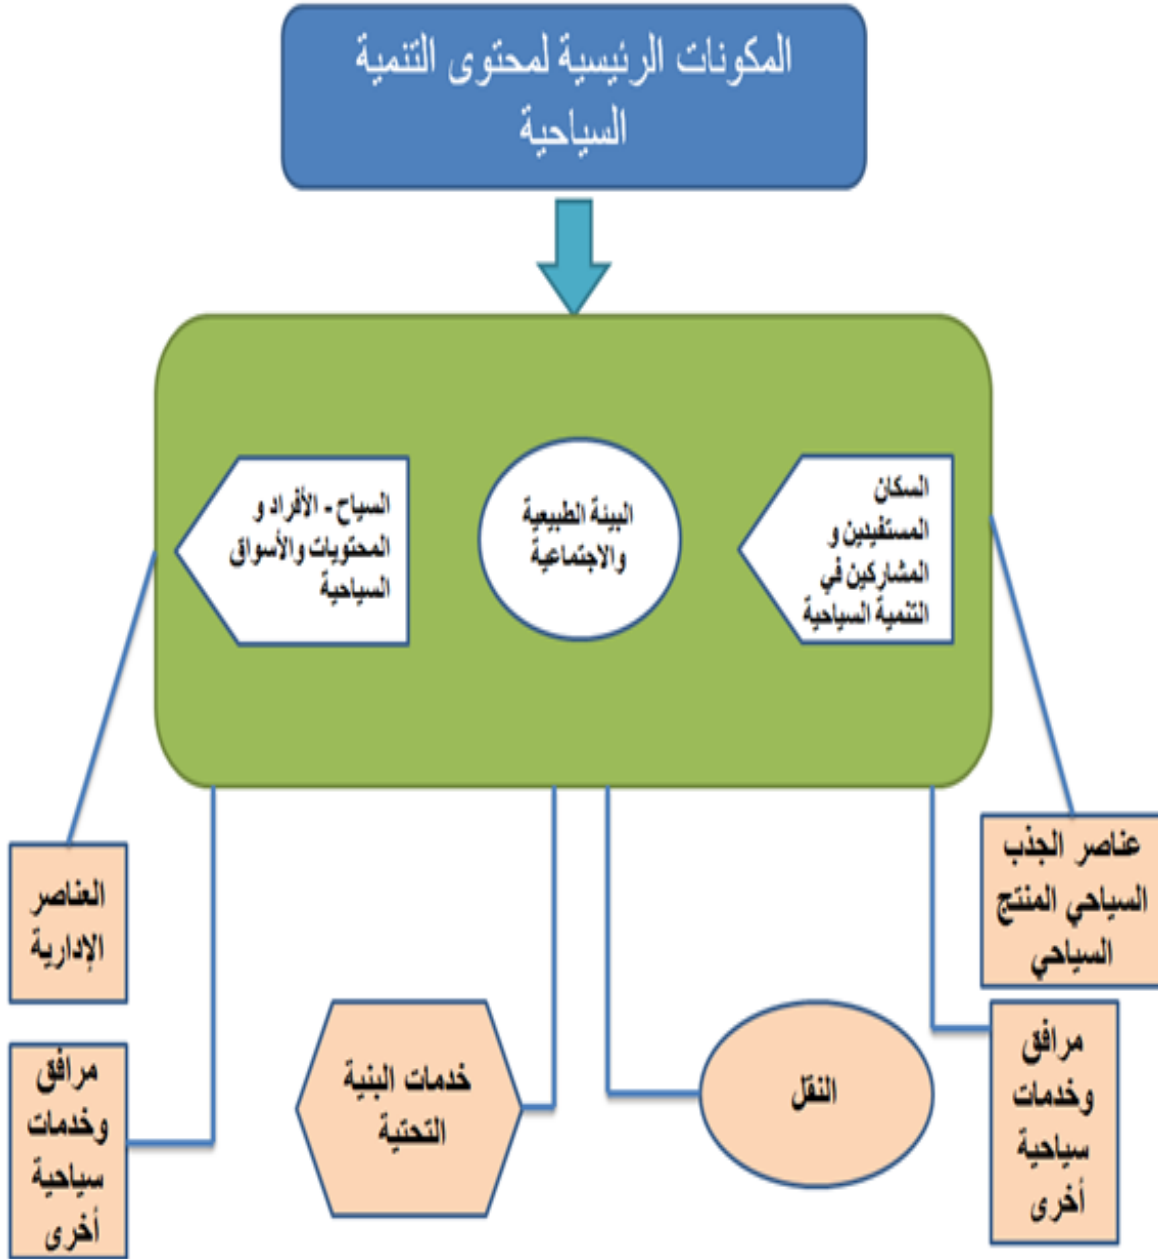 المكونات الرئيسية لمحتوى التنمية
السياحية
السكان
المستفيدين و
المشاركين في
التنمية السياحية
البيئة الطبيعية
والاجتماعية
السياح - الأفراد و
المحتويات والأسواق
السياحية
عناصر الجذب
السياحي المنتج
السياحي
العناصر
الإدارية
مرافق
وخدمات
سياحية
أخرى
النقل
خدمات البنية
التحتية
مرافق
وخدمات
سياحية
أخرى